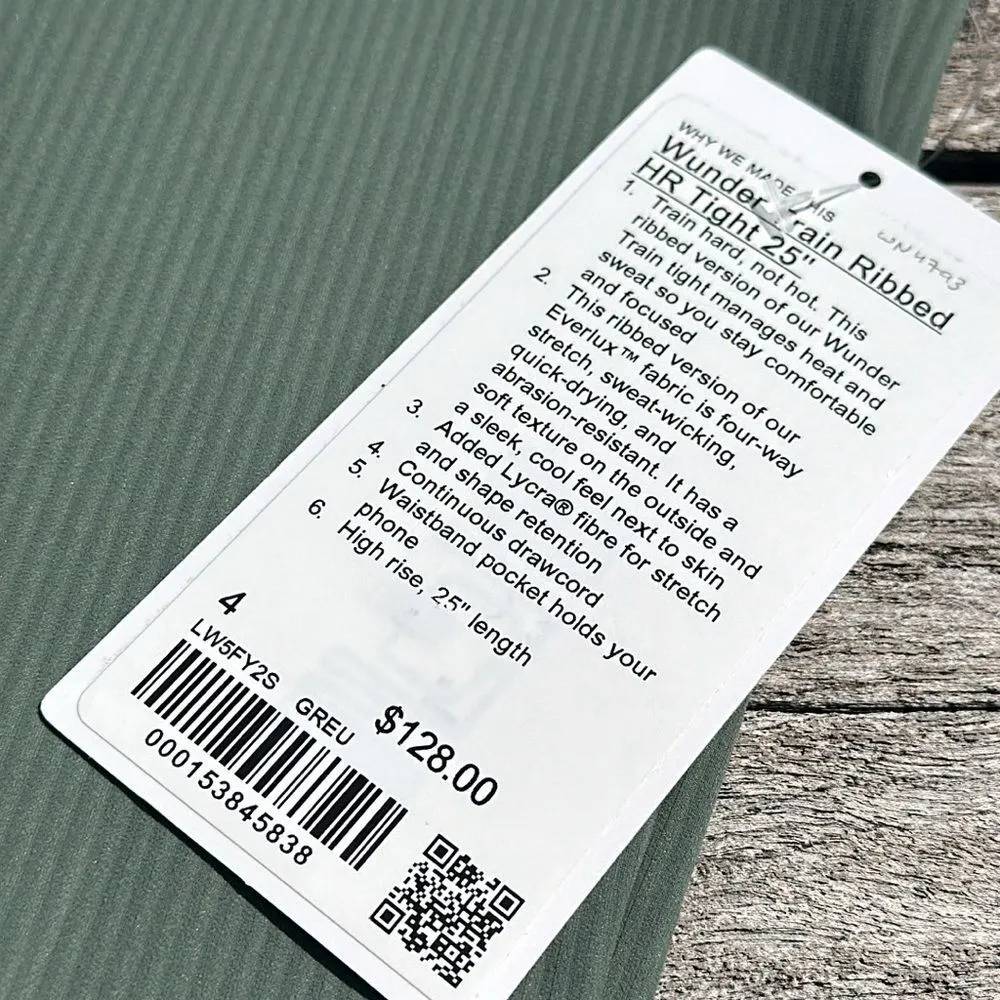 WHY WE MADE THIS
Wunder Train Ribbed
HR Tight 25"
1. Train hard, not hot. This
ribbed version of our Wunder
Train tight manages heat and
sweat so you stay comfortable
and focused
2. This ribbed version of our
Everlux™ fabric is four-way
stretch, sweat-wicking,
quick-drying, and
abrasion-resistant. It has a
soft texture on the outside and
a sleek, cool feel next to skin
3. Added Lycra® fibre for stretch
and shape retention
4. Continuous drawcord
5. Waistband pocket holds your
phone
6. High rise, 25" length
4
LW5FY2S
GREU
$128.00
000153845838